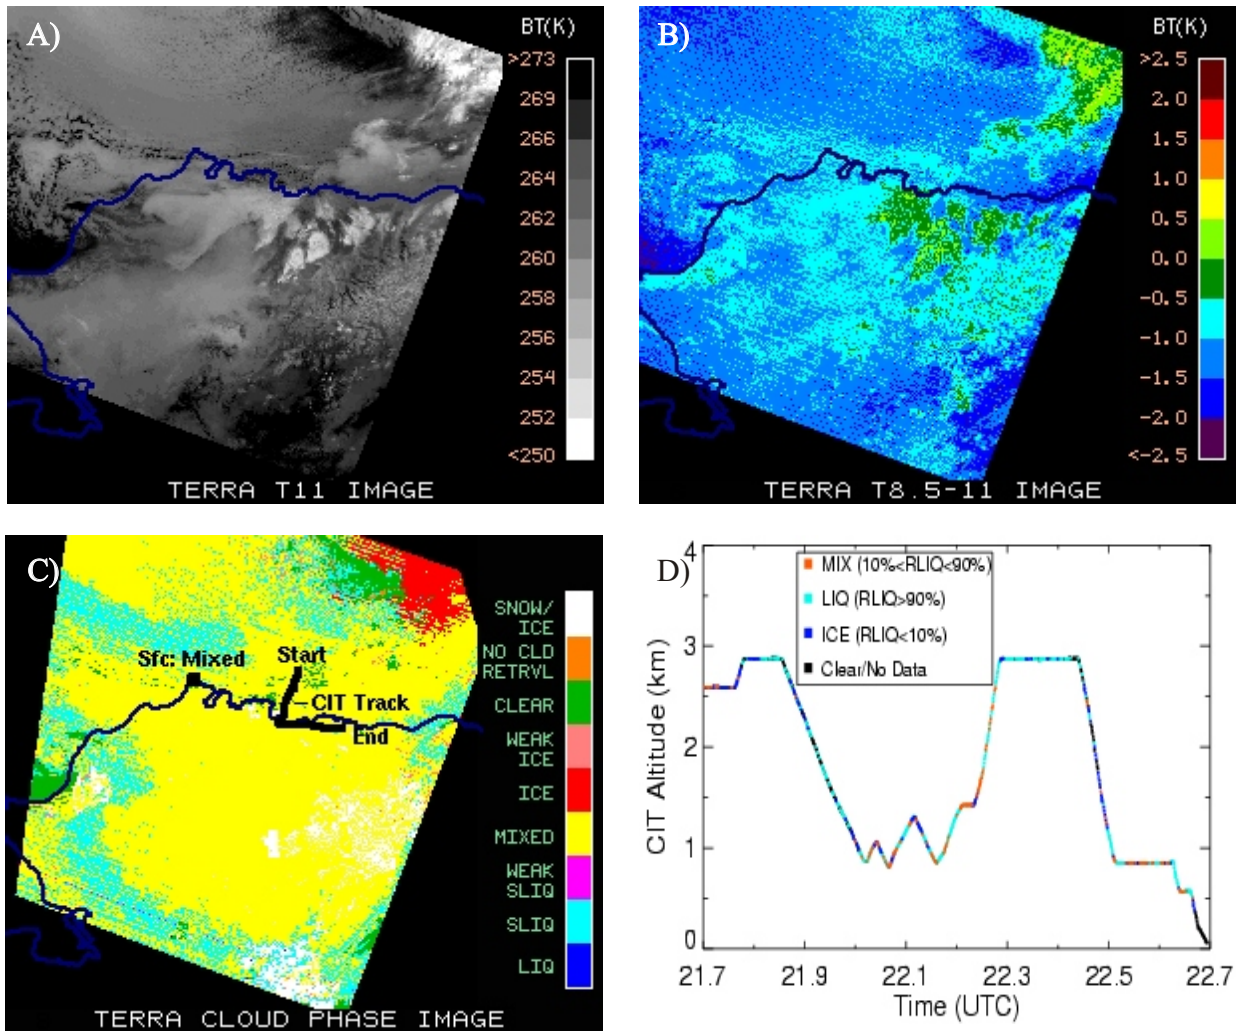 A)
BT(K)
>273
269
266
264
262
260
258
256
254
252
<250
TERRA T11 IMAGE
B)
BT(K)
>2.5
2.0
1.5
1.0
0.5
0.0
-0.5
-1.0
-1.5
-2.0
<-2.5
TERRA T8.5-11 IMAGE
C)
Sfc: Mixed
Start
CIT Track
End
SNOW/
ICE
NO CLD
RETRVL
CLEAR
WEAK
ICE
ICE
MIXED
WEAK
SLIQ
SLIQ
LIQ
TERRA CLOUD PHASE IMAGE
D)
MIX (10%<RLIQ<90%)
LIQ (RLIQ>90%)
ICE (RLIQ<10%)
Clear/No Data
CIT Altitude (km)
4
3
2
1
0
21.7
21.9
22.1
22.3
22.5
22.7
Time (UTC)